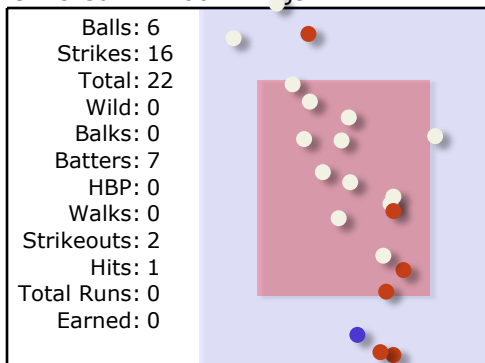 Balls: 6
Strikes: 16
Total: 22
Wild: 0
Balks: 0
Batters: 7
HBP: 0
Walks: 0
Strikeouts: 2
Hits: 1
Total Runs: 0
Earned: 0